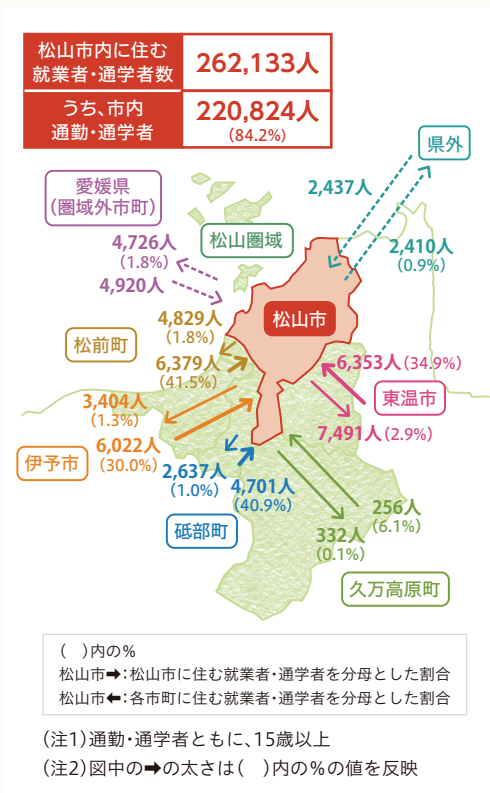 松山市内に住む
就業者・通学者数
262,133人
うち、市内
通勤・通学者
220,824人
(84.2%)
県外
2,437人
2,410人
(0.9%)
愛媛県
(圏域外市町)
松山圏域
4,726人
(1.8%)
4,920人
松山市
4,829人
(1.8%)
松前町
6,379人
(41.5%)
6,353人(34.9%)
東温市
7,491人(2.9%)
3,404人
(1.3%)
6,022人
(30.0%)
伊予市
2,637人
(1.0%)
4,701人
(40.9%)
砥部町
256人
(6.1%)
332人
(0.1%)
久万高原町
(　)内の%
松山市➡:松山市に住む就業者・通学者を分母とした割合
松山市⬅:各市町に住む就業者・通学者を分母とした割合
(注1)通勤・通学者ともに、15歳以上
(注2)図中の➡の太さは(　)内の%の値を反映